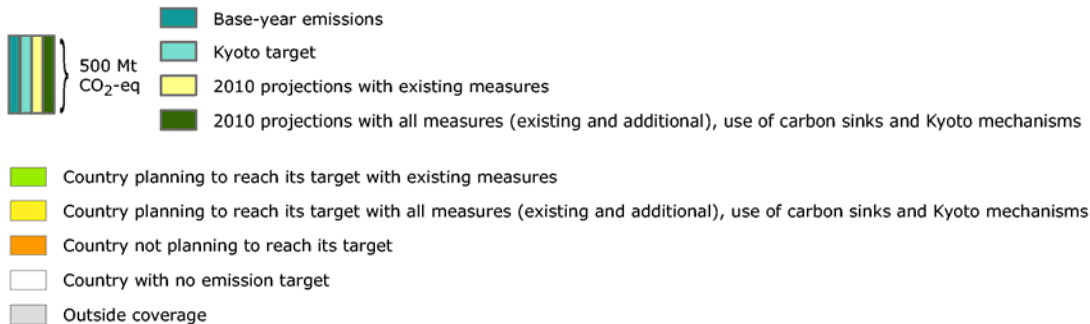 Base-year emissions
Kyoto target
500 Mt
CO₂-eq
2010 projections with existing measures
2010 projections with all measures (existing and additional), use of carbon sinks and Kyoto mechanisms
Country planning to reach its target with existing measures
Country planning to reach its target with all measures (existing and additional), use of carbon sinks and Kyoto mechanisms
Country not planning to reach its target
Country with no emission target
Outside coverage